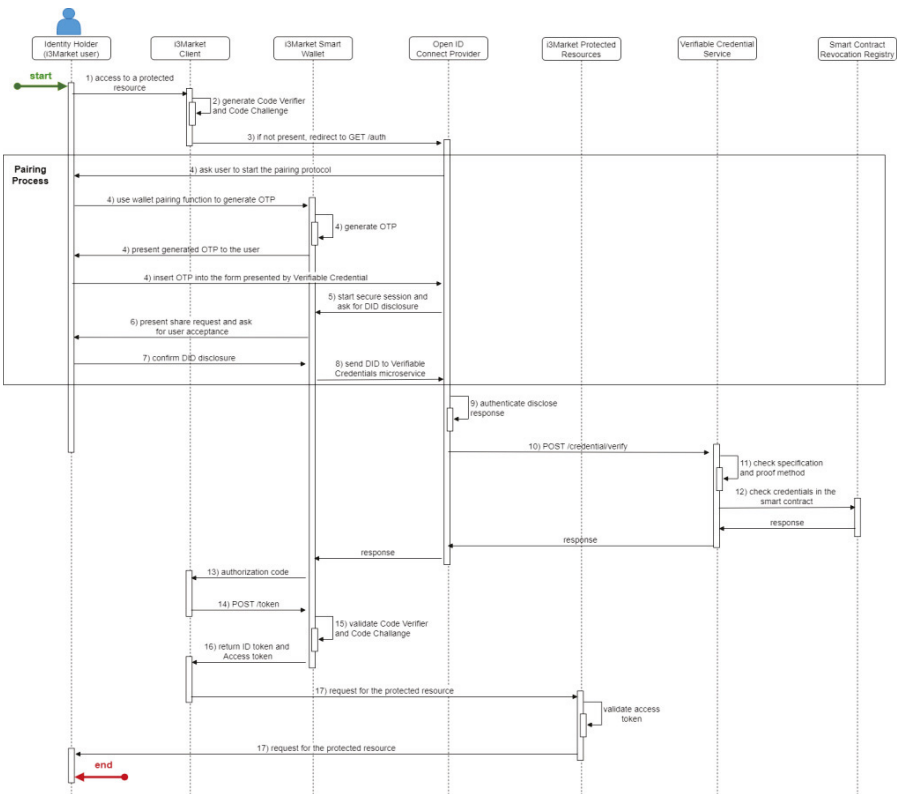 Identity Holder
(i3Market user)
i3Market
Client
i3Market Smart
Wallet
Open ID
Connect Provider
i3Market Protected
Resources
Verifiable Credential
Service
Smart Contract
Revocation Registry
start
1) access to a protected
resource
2) generate Code Verifier
and Code Challenge
3) if not present, redirect to GET /auth
Pairing
Process
4) ask user to start the pairing protocol
4) use wallet pairing function to generate OTP
4) generate OTP
4) present generated OTP to the user
4) insert OTP into the form presented by Verifiable Credential
5) start secure session and
ask for DID disclosure
6) present share request and ask
for user acceptance
7) confirm DID disclosure
8) send DID to Verifiable
Credentials microservice
9) authenticate disclose
response
10) POST /credential/verify
11) check specification
and proof method
12) check credentials in the
smart contract
response
response
response
13) authorization code
14) POST /token
15) validate Code Verifier
and Code Challange
16) return ID token and
Access token
17) request for the protected resource
validate access
token
17) request for the protected resource
end